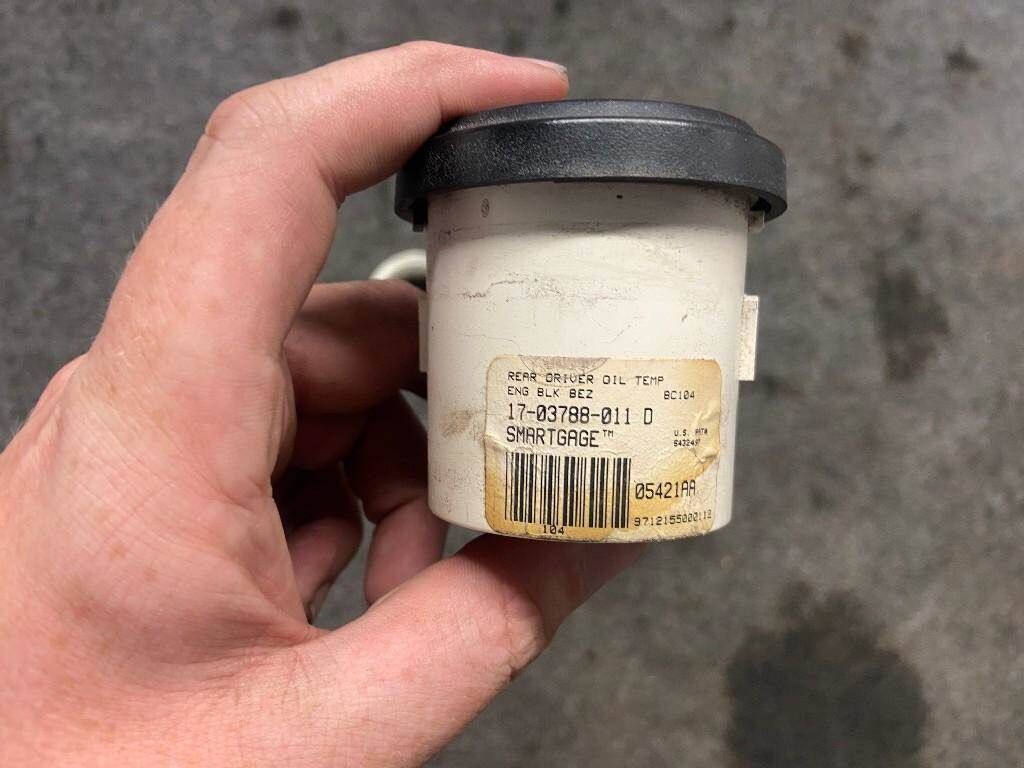 REAR DRIVER OIL TEMP
ENG BLK BEZ BC104
17-03788-011 D
SMARTGAGE™ U.S. PAT#
05421AA
104 9712155000112